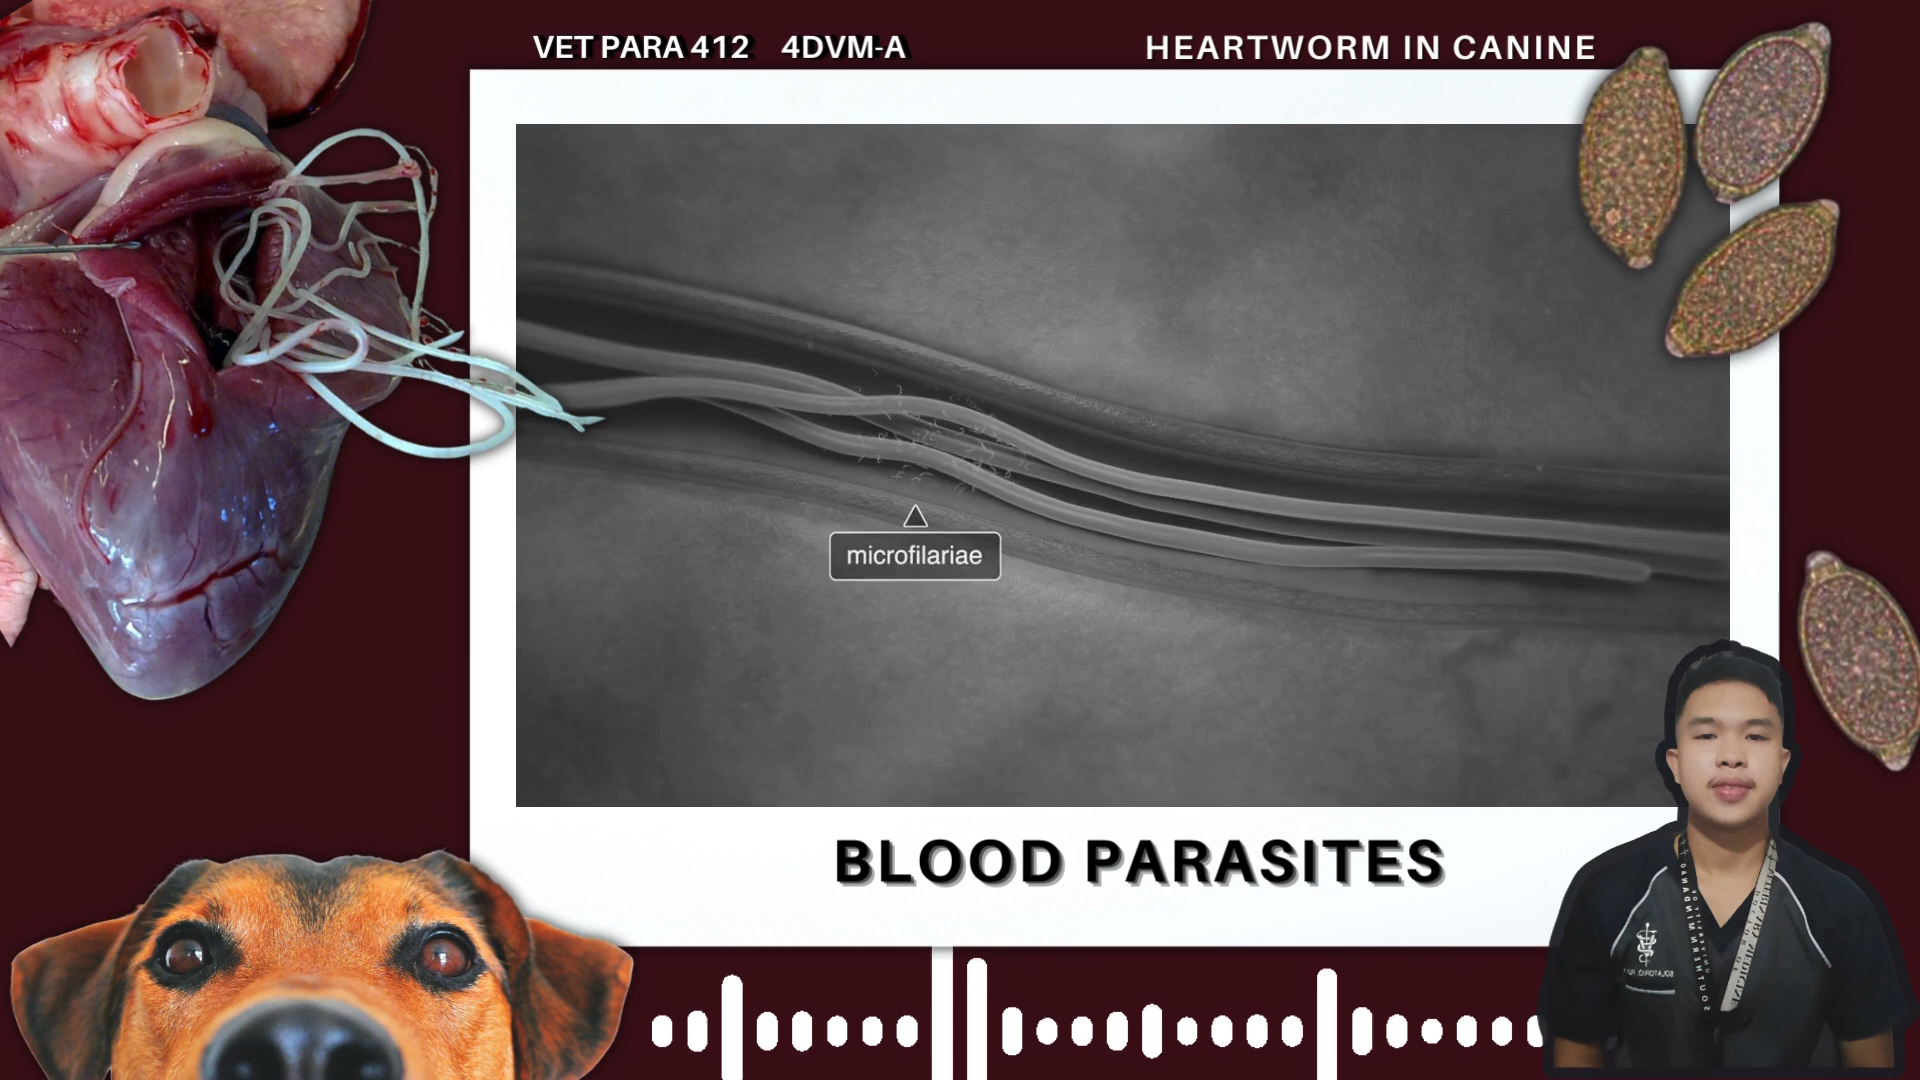 VET PARA 412 4DVM-A
HEARTWORM IN CANINE
microfilariae
BLOOD PARASITES